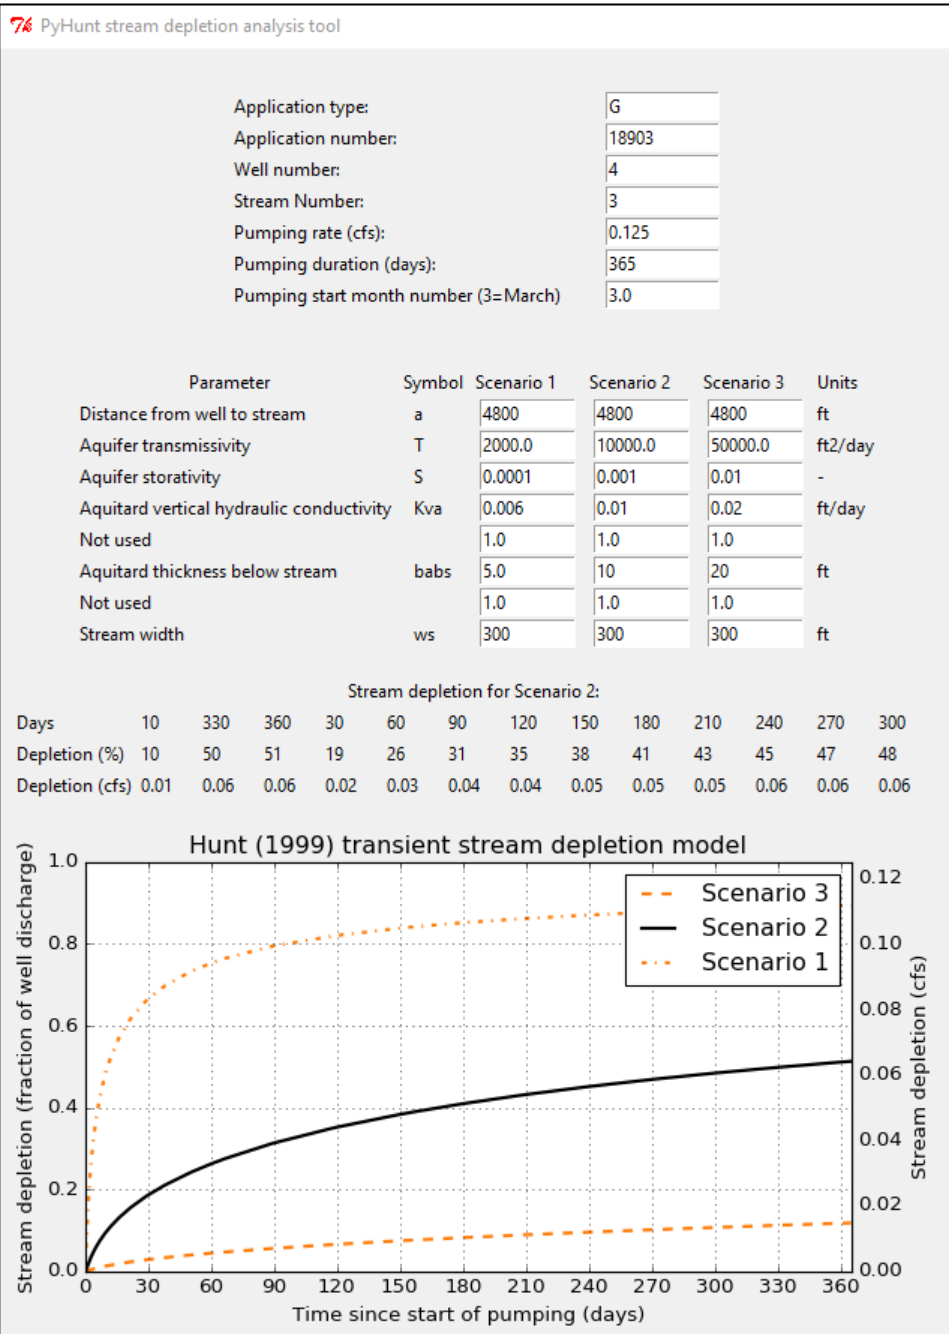 PyHunt stream depletion analysis tool
Application type: G
Application number: 18903
Well number: 4
Stream Number: 3
Pumping rate (cfs): 0.125
Pumping duration (days): 365
Pumping start month number (3=March) 3.0
Parameter Symbol Scenario 1 Scenario 2 Scenario 3 Units
Distance from well to stream a 4800 4800 4800 ft
Aquifer transmissivity T 2000.0 10000.0 50000.0 ft2/day
Aquifer storativity S 0.0001 0.001 0.01 -
Aquitard vertical hydraulic conductivity Kva 0.006 0.01 0.02 ft/day
Not used 1.0 1.0 1.0
Aquitard thickness below stream babs 5.0 10 20 ft
Not used 1.0 1.0 1.0
Stream width ws 300 300 300 ft
Stream depletion for Scenario 2:
Days 10 330 360 30 60 90 120 150 180 210 240 270 300
Depletion (%) 10 50 51 19 26 31 35 38 41 43 45 47 48
Depletion (cfs) 0.01 0.06 0.06 0.02 0.03 0.04 0.04 0.05 0.05 0.05 0.06 0.06 0.06
Hunt (1999) transient stream depletion model
Stream depletion (fraction of well discharge)
1.0
0.8
0.6
0.4
0.2
0.0
Scenario 3
Scenario 2
Scenario 1
0.12
0.10
0.08
0.06
0.04
0.02
0.00
Stream depletion (cfs)
0 30 60 90 120 150 180 210 240 270 300 330 360
Time since start of pumping (days)